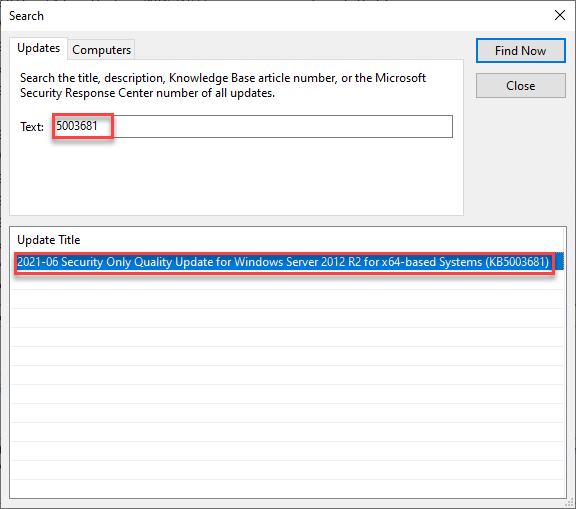 Search
Updates
Computers
Find Now
Search the title, description, Knowledge Base article number, or the Microsoft
Security Response Center number of all updates.
Close
Text:
5003681
Update Title
2021-06 Security Only Quality Update for Windows Server 2012 R2 for x64-based Systems (KB5003681)